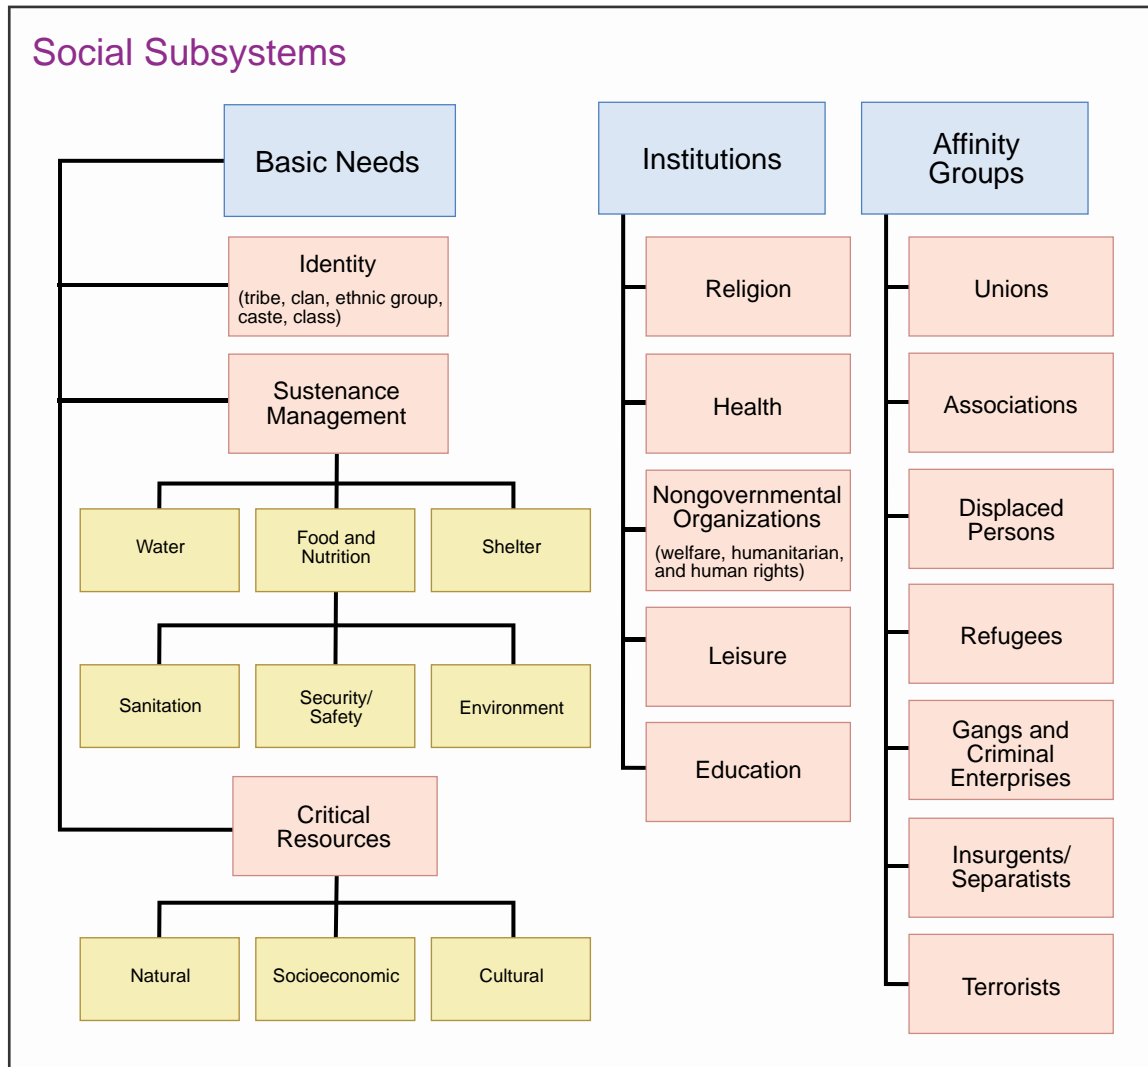 Social Subsystems
Basic Needs
Identity
(tribe, clan, ethnic group,
caste, class)
Sustenance
Management
Water
Food and
Nutrition
Shelter
Sanitation
Security/
Safety
Environment
Critical
Resources
Natural
Socioeconomic
Cultural
Institutions
Religion
Health
Nongovernmental
Organizations
(welfare, humanitarian,
and human rights)
Leisure
Education
Affinity
Groups
Unions
Associations
Displaced
Persons
Refugees
Gangs and
Criminal
Enterprises
Insurgents/
Separatists
Terrorists